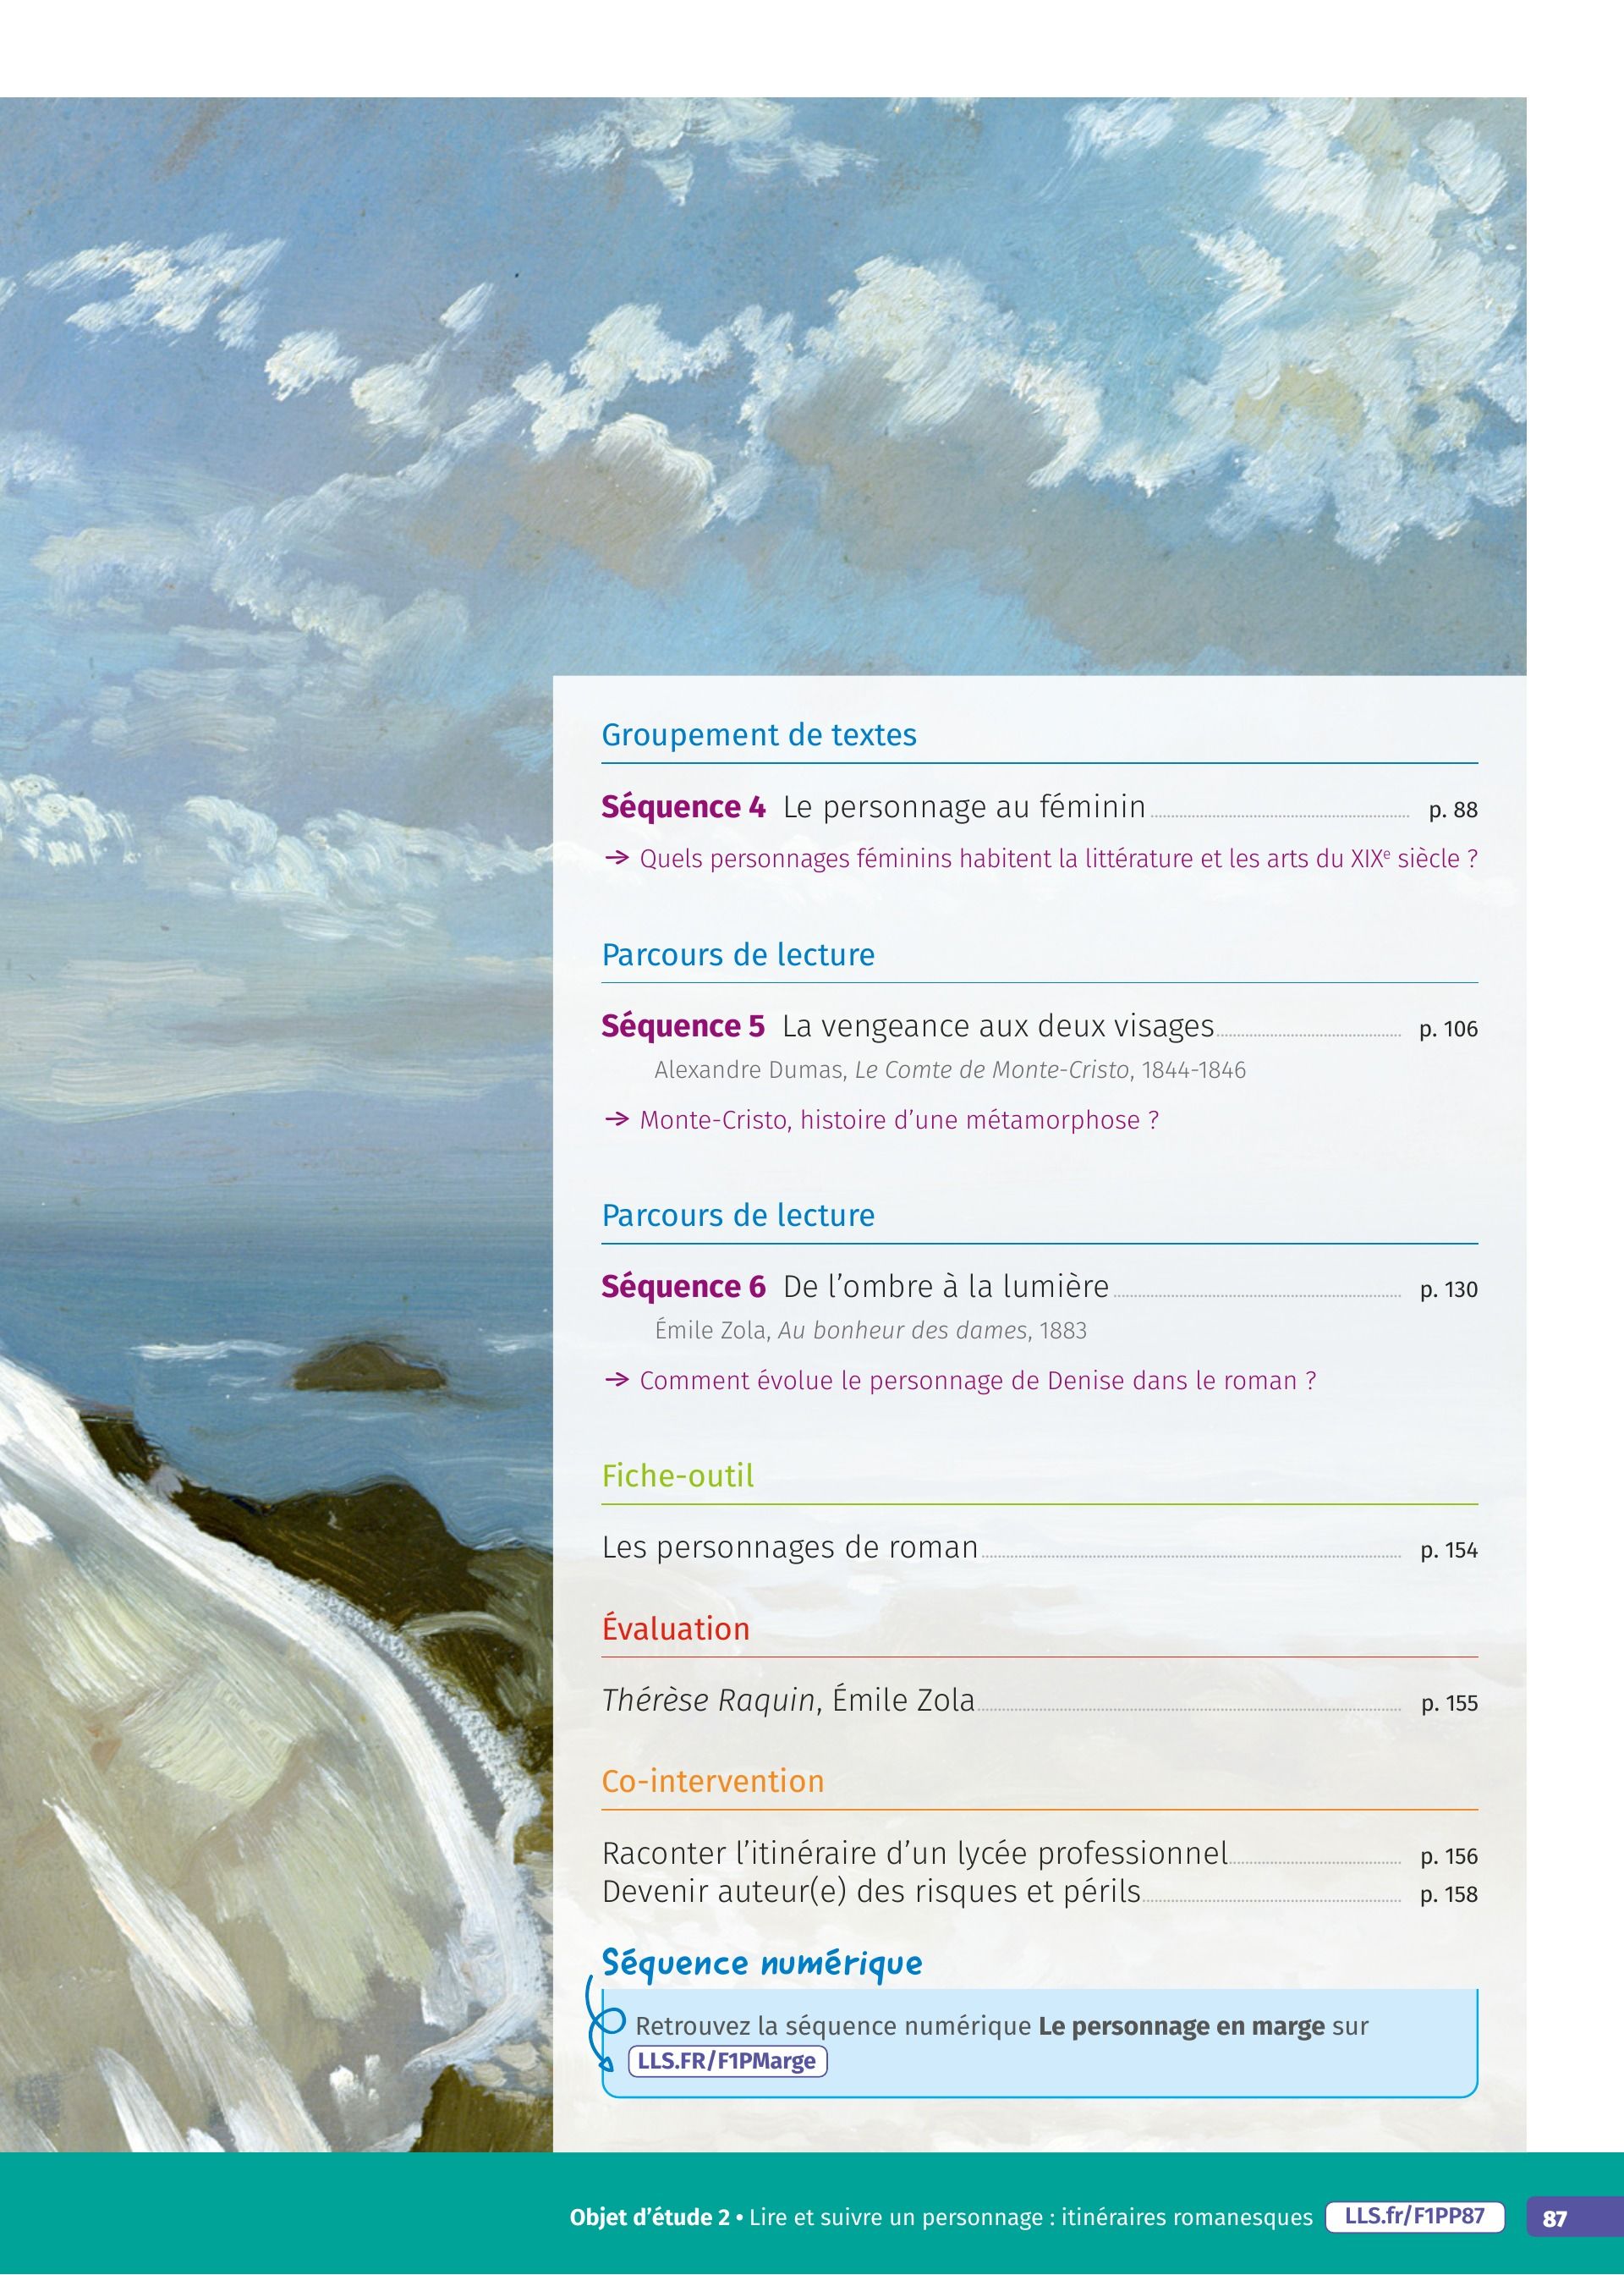 Groupement de textes
Séquence 4 Le personnage au féminin p. 88
→ Quels personnages féminins habitent la littérature et les arts du XIXe siècle ?
Parcours de lecture
Séquence 5 La vengeance aux deux visages p. 106
Alexandre Dumas, Le Comte de Monte-Cristo, 1844-1846
→ Monte-Cristo, histoire d’une métamorphose ?
Parcours de lecture
Séquence 6 De l’ombre à la lumière p. 130
Émile Zola, Au bonheur des dames, 1883
→ Comment évolue le personnage de Denise dans le roman ?
Fiche-outil
Les personnages de roman p. 154
Évaluation
Thérèse Raquin, Émile Zola p. 155
Co-intervention
Raconter l’itinéraire d’un lycée professionnel p. 156
Devenir auteur(e) des risques et périls p. 158
Séquence numérique
Retrouvez la séquence numérique Le personnage en marge sur
LLS.FR/F1PMarge
Objet d’étude 2 • Lire et suivre un personnage : itinéraires romanesques LLS.fr/F1PP87 87